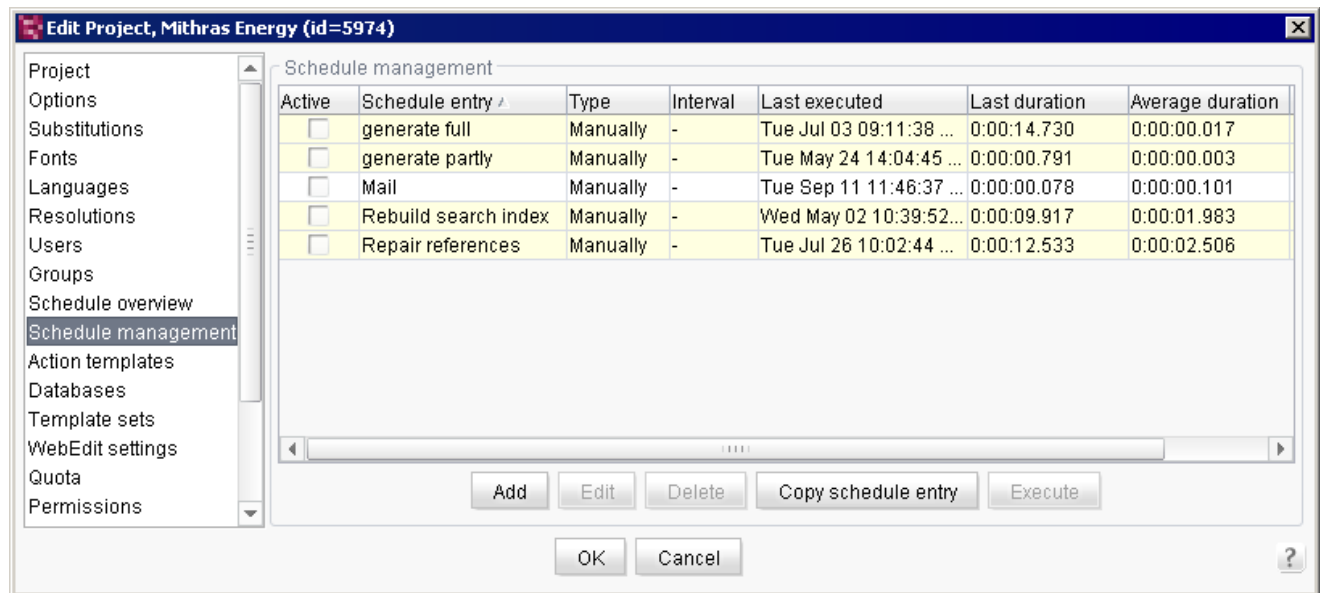 Edit Project, Mithras Energy (id=5974)
Project
Options
Substitutions
Fonts
Languages
Resolutions
Users
Groups
Schedule overview
Schedule management
Action templates
Databases
Template sets
WebEdit settings
Quota
Permissions
Schedule management
Active Schedule entry Type Interval Last executed Last duration Average duration
generate full Manually - Tue Jul 03 09:11:38 ... 0:00:14.730 0:00:00.017
generate partly Manually - Tue May 24 14:04:45 ... 0:00:00.791 0:00:00.003
Mail Manually - Tue Sep 11 11:46:37 ... 0:00:00.078 0:00:00.101
Rebuild search index Manually - Wed May 02 10:39:52... 0:00:09.917 0:00:01.983
Repair references Manually - Tue Jul 26 10:02:44 ... 0:00:12.533 0:00:02.506
Add Edit Delete Copy schedule entry Execute
OK Cancel ?